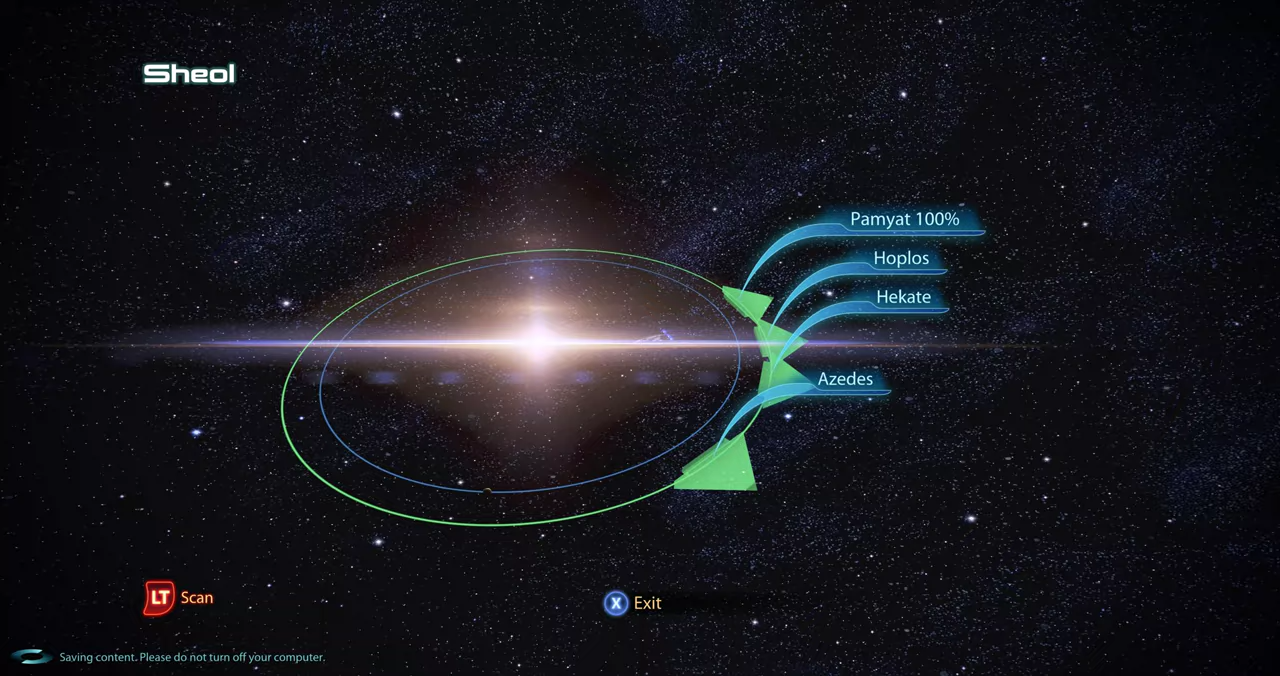 Sheol
Pamyat 100%
Hoplos
Hekate
Azedes
LT Scan
X Exit
Saving content. Please do not turn off your computer.